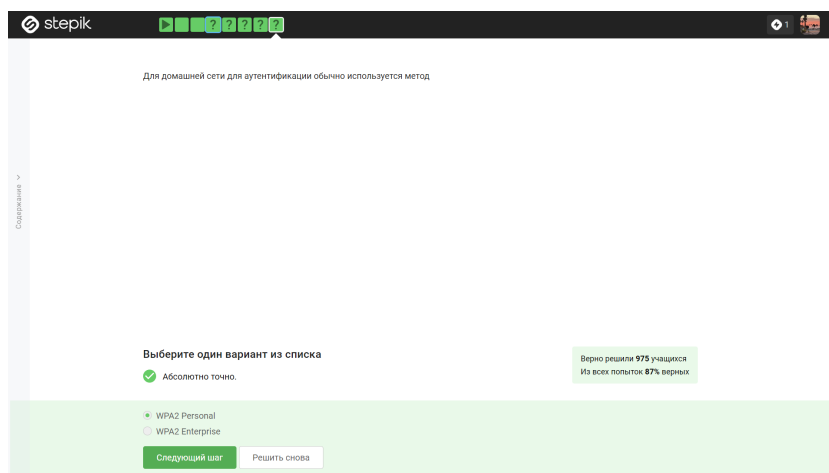 stepik
? ? ? ? ?
1
Для домашней сети для аутентификации обычно используется метод
Содержание
Выберите один вариант из списка
Абсолютно точно.
Верно решили 975 учащихся
Из всех попыток 87% верных
WPA2 Personal
WPA2 Enterprise
Следующий шаг
Решить снова